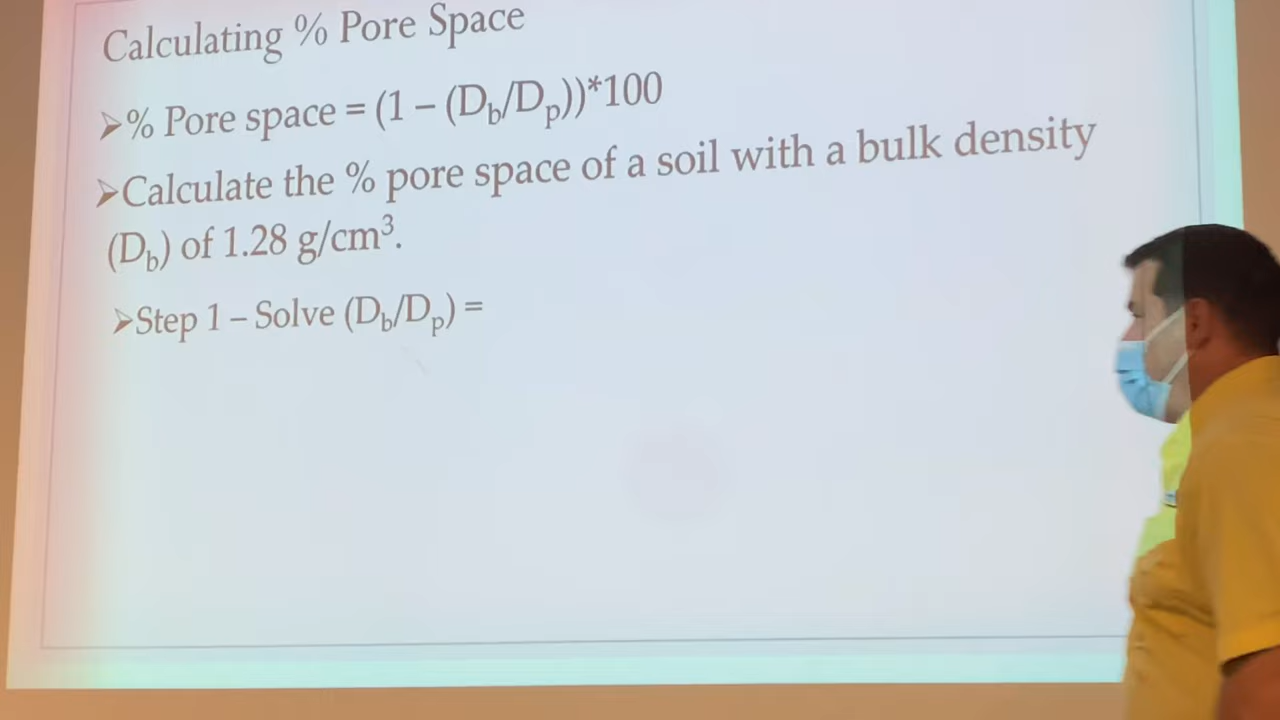 Calculating % Pore Space
➢% Pore space = (1 – (Db/Dp))*100
➢Calculate the % pore space of a soil with a bulk density
(Db) of 1.28 g/cm³.
➢Step 1 – Solve (Db/Dp) =